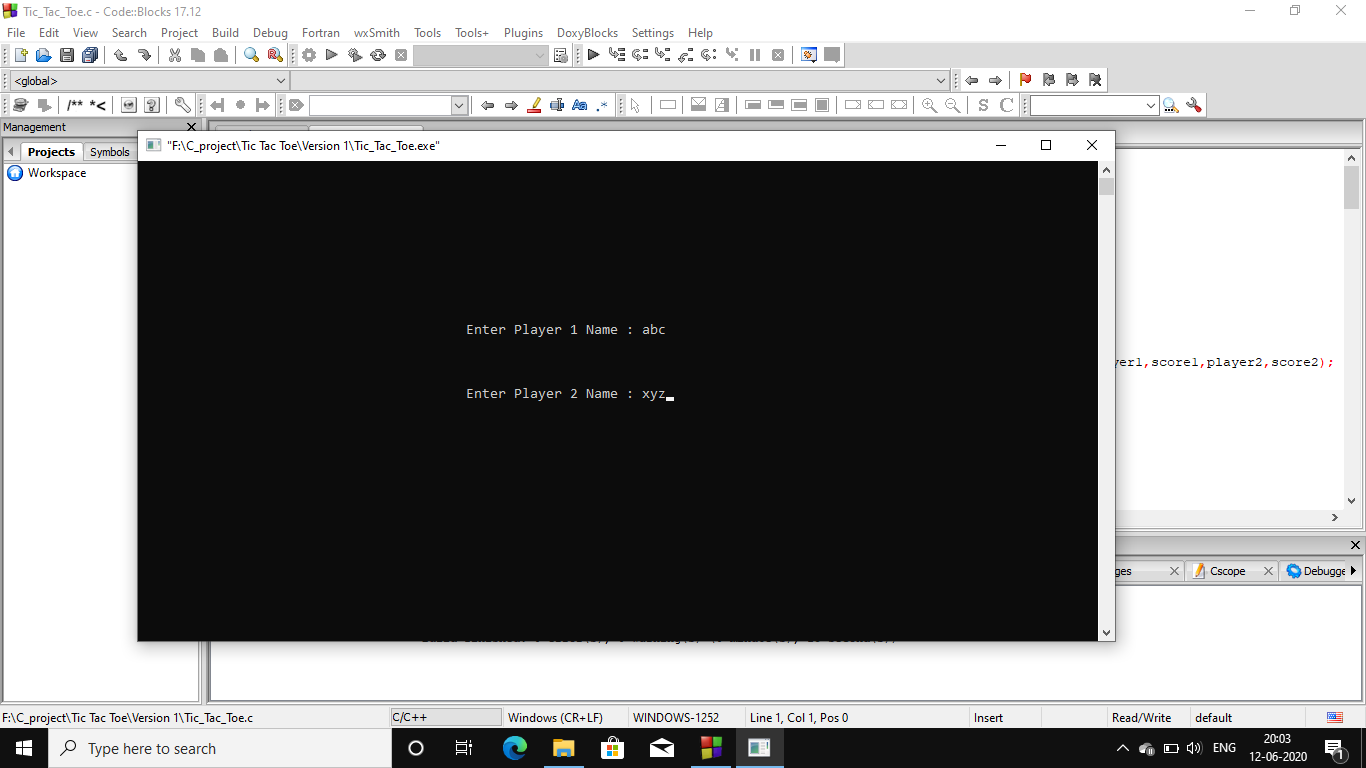 Tic_Tac_Toe.c - Code::Blocks 17.12
File Edit View Search Project Build Debug Fortran wxSmith Tools Tools+ Plugins DoxyBlocks Settings Help
<global>
/** *<
Aa .*
S C
Management
Projects Symbols
Workspace
"F:\C_project\Tic Tac Toe\Version 1\Tic_Tac_Toe.exe"
Enter Player 1 Name : abc
yer1,score1,player2,score2);
Enter Player 2 Name : xyz
ges Cscope Debugge
F:\C_project\Tic Tac Toe\Version 1\Tic_Tac_Toe.c C/C++ Windows (CR+LF) WINDOWS-1252 Line 1, Col 1, Pos 0 Insert Read/Write default
Type here to search
ENG
20:03
12-06-2020
1